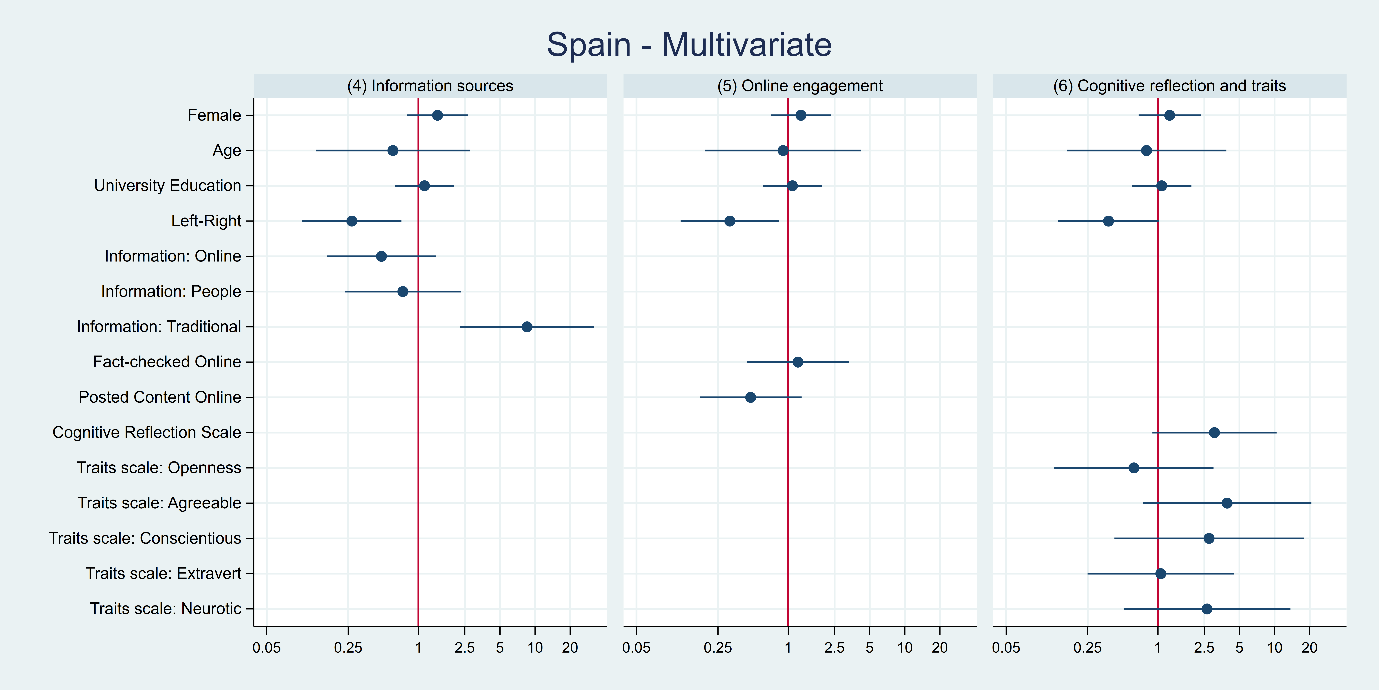 Spain - Multivariate
(4) Information sources
(5) Online engagement
(6) Cognitive reflection and traits
Female
Age
University Education
Left-Right
Information: Online
Information: People
Information: Traditional
Fact-checked Online
Posted Content Online
Cognitive Reflection Scale
Traits scale: Openness
Traits scale: Agreeable
Traits scale: Conscientious
Traits scale: Extravert
Traits scale: Neurotic
0.05 0.25 1 2.5 5 10 20
0.05 0.25 1 2.5 5 10 20
0.05 0.25 1 2.5 5 10 20